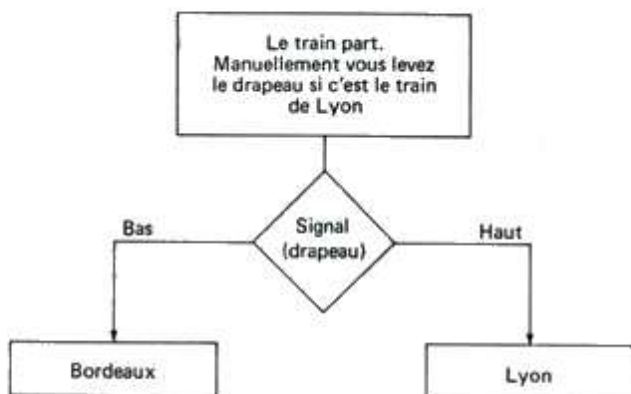 Le train part.
Manuellement vous levez
le drapeau si c'est le train
de Lyon
Bas
Signal
(drapeau)
Haut
Bordeaux
Lyon